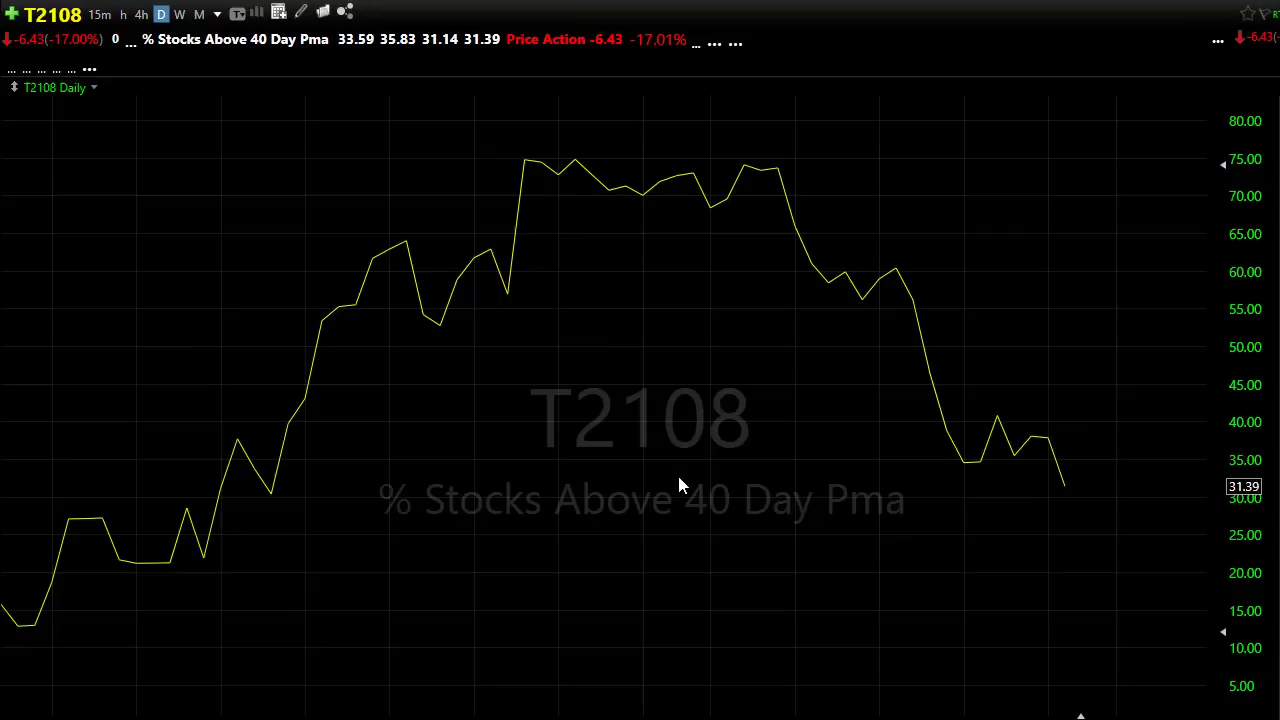 T2108 15m h 4h D W M T
-6.43(-17.00%) 0 ... % Stocks Above 40 Day Pma 33.59 35.83 31.14 31.39 Price Action -6.43 -17.01% ... ... ... ... -6.43(-
... ... ... ... ... ...
T2108 Daily
80.00
75.00
70.00
65.00
60.00
55.00
50.00
45.00
T2108
40.00
35.00
31.39
% Stocks Above 40 Day Pma
30.00
25.00
20.00
15.00
10.00
5.00